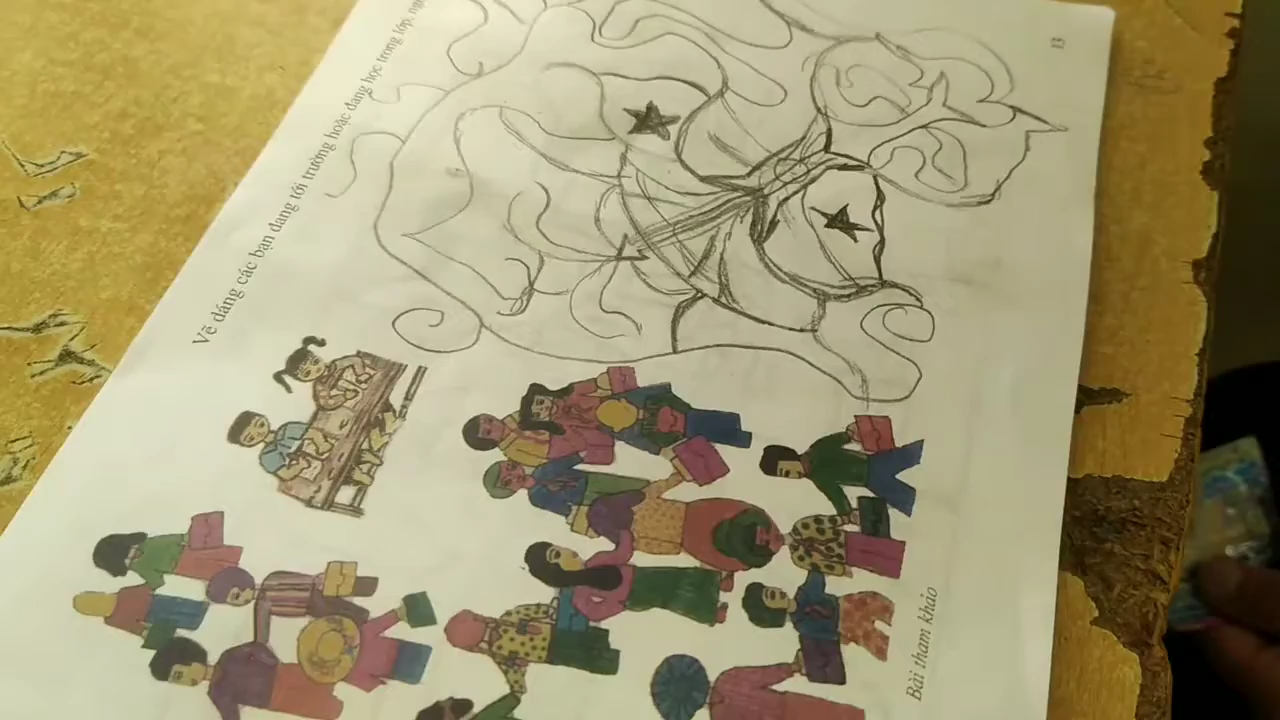 Vẽ dáng các bạn đang tới trường hoặc đang học trong lớp.
Bài tham khảo
13